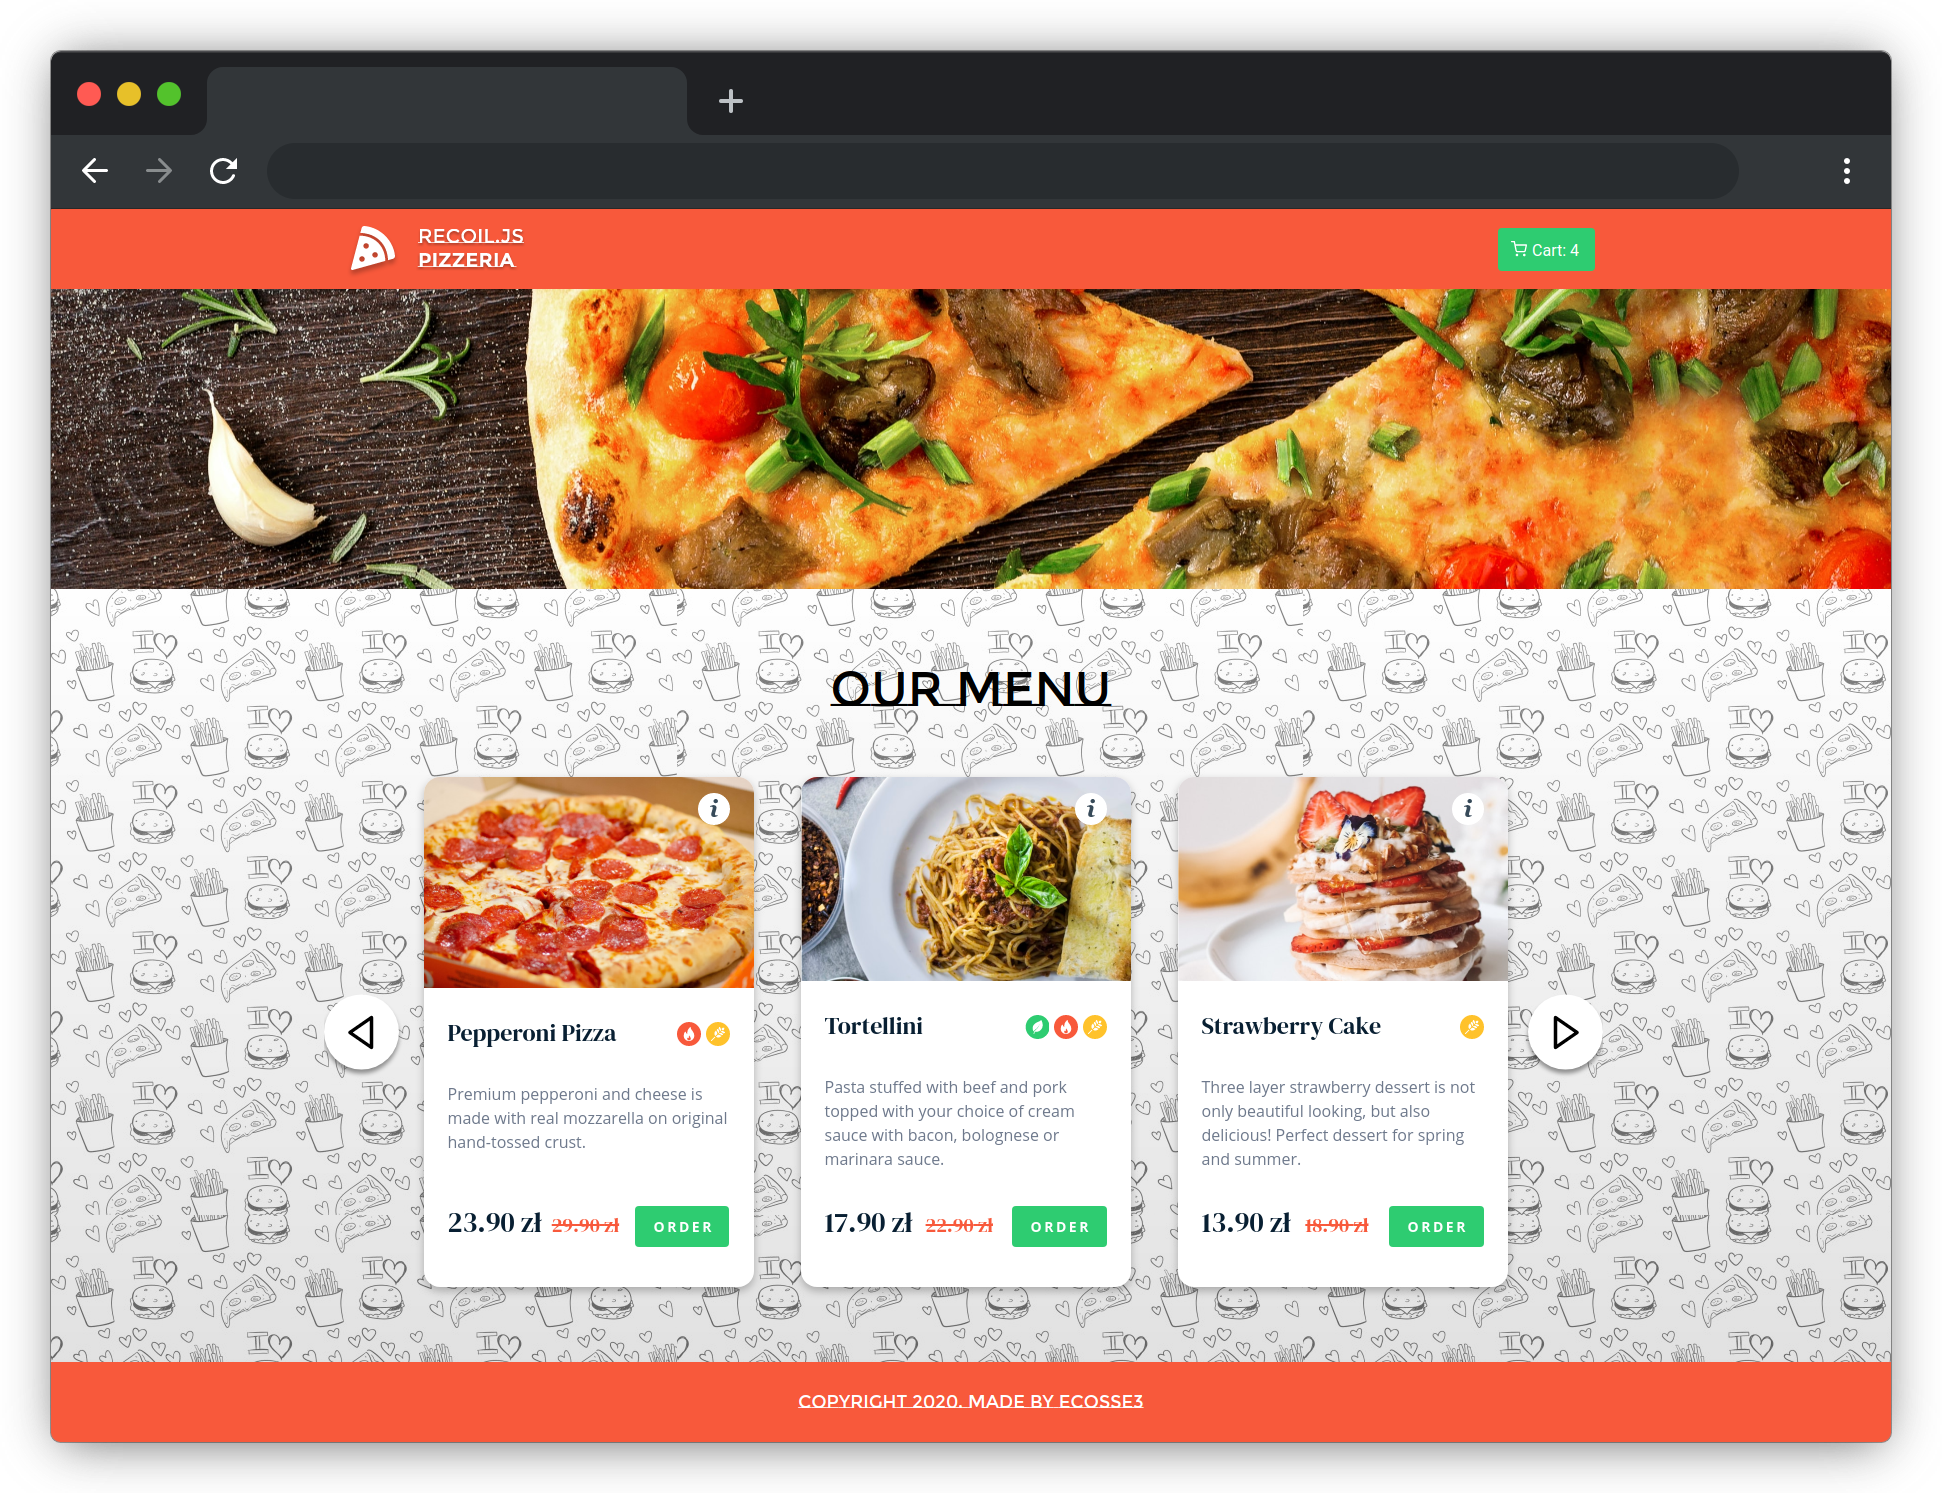 RECOIL.JS
PIZZERIA
Cart: 4
OUR MENU
i
i
i
Pepperoni Pizza
Premium pepperoni and cheese is
made with real mozzarella on original
hand-tossed crust.
23.90 zł 29.90 zł ORDER
Tortellini
Pasta stuffed with beef and pork
topped with your choice of cream
sauce with bacon, bolognese or
marinara sauce.
17.90 zł 22.90 zł ORDER
Strawberry Cake
Three layer strawberry dessert is not
only beautiful looking, but also
delicious! Perfect dessert for spring
and summer.
13.90 zł 18.90 zł ORDER
COPYRIGHT 2020. MADE BY ECOSSE3